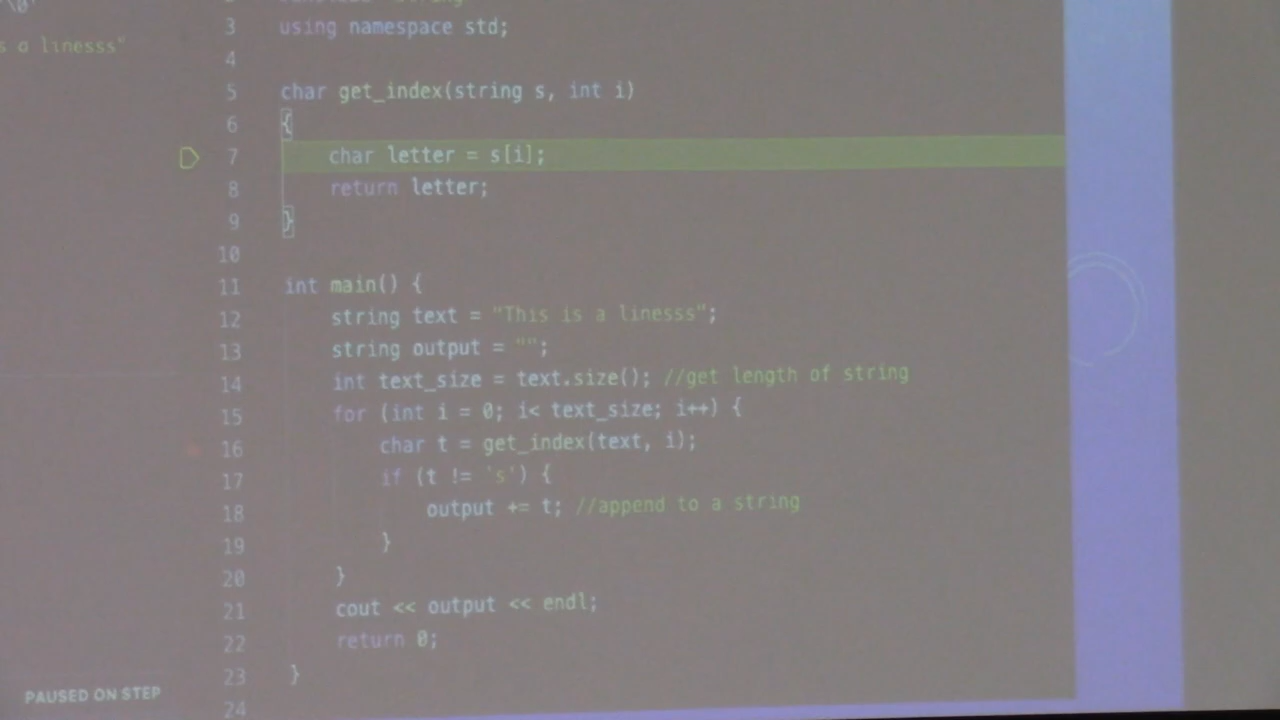 \0'
s a linesss"
3 using namespace std;
4
5 char get_index(string s, int i)
6 {
7 char letter = s[i];
8 return letter;
9 }
10
11 int main() {
12 string text = "This is a linesss";
13 string output = "";
14 int text_size = text.size(); //get length of string
15 for (int i = 0; i< text_size; i++) {
16 char t = get_index(text, i);
17 if (t != 's') {
18 output += t; //append to a string
19 }
20 }
21 cout << output << endl;
22 return 0;
23 }
24
PAUSED ON STEP